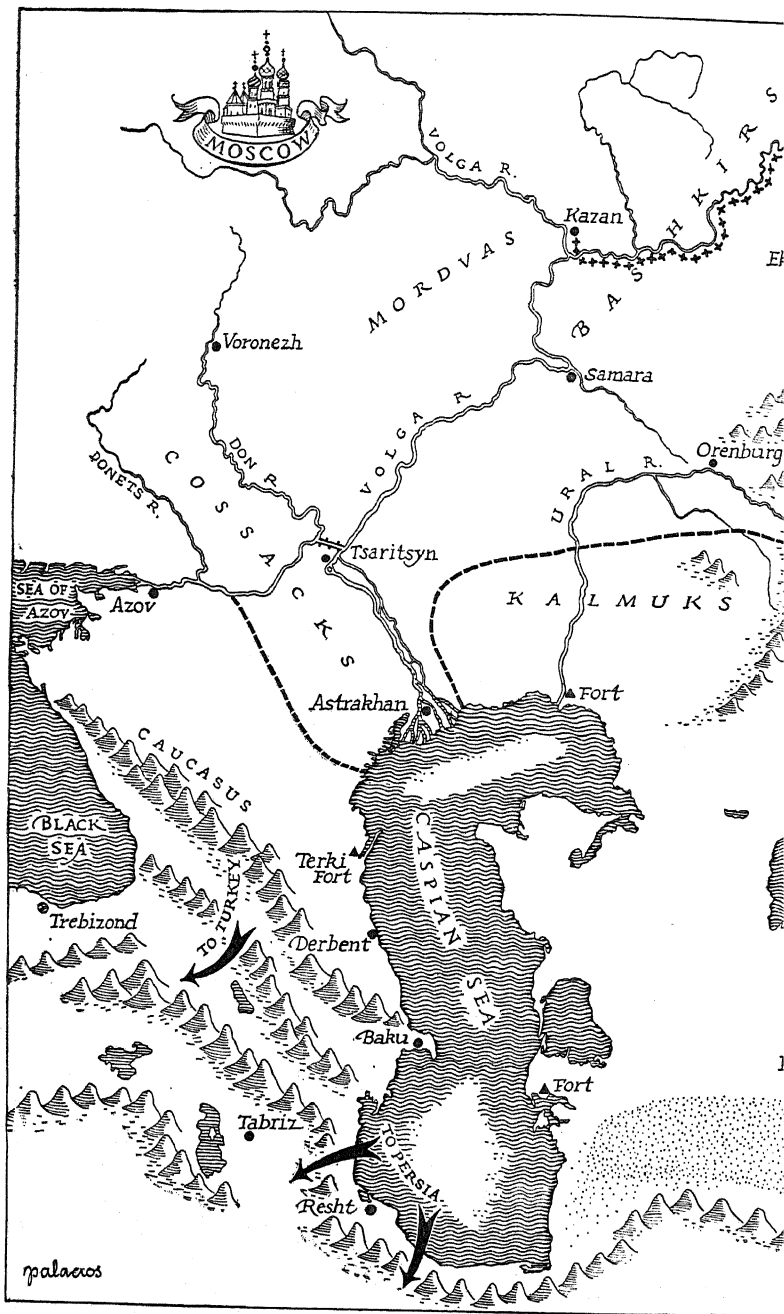 MOSCOW
VOLGA R.
Kazan
BASHKIRS
MORDVAS
Voronezh
Samara
VOLGA R
Orenburg
DON R.
COSSACKS
DONETS R.
URAL R.
Tsaritsyn
SEA OF
Azov
Azov
KALMUKS
Fort
Astrakhan
CAUCASUS
BLACK
SEA
CASPIAN
SEA
Terki
Fort
TO TURKEY
Trebizond
Derbent
Baku
Fort
Tabriz
TO PERSIA
Resht
palacios